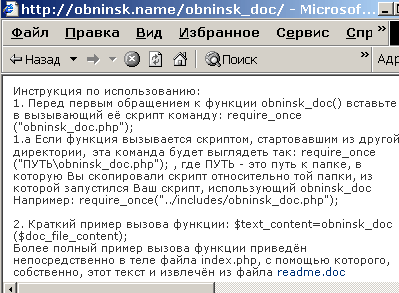 http://obninsk.name/obninsk_doc/ - Microsoft...
Файл Правка Вид Избранное Сервис Спр »
Назад Поиск » Адр
Инструкция по использованию:
1. Перед первым обращением к функции obninsk_doc() вставьте
в вызывающий её скрипт команду: require_once
("obninsk_doc.php");
1.а Если функция вызывается скриптом, стартовавшим из другой
директории, эта команда будет выглядеть так: require_once
("ПУТЬ\obninsk_doc.php"); , где ПУТЬ - это путь к папке, в
которую Вы скопировали скрипт относительно той папки, из
которой запустился Ваш скрипт, использующий obninsk_doc
Например: require_once("../includes/obninsk_doc.php");
2. Краткий пример вызова функции: $text_content=obninsk_doc
($doc_file_content);
Более полный пример вызова функции приведён
непосредственно в теле файла index.php, с помощью которого,
собственно, этот текст и извлечён из файла readme.doc